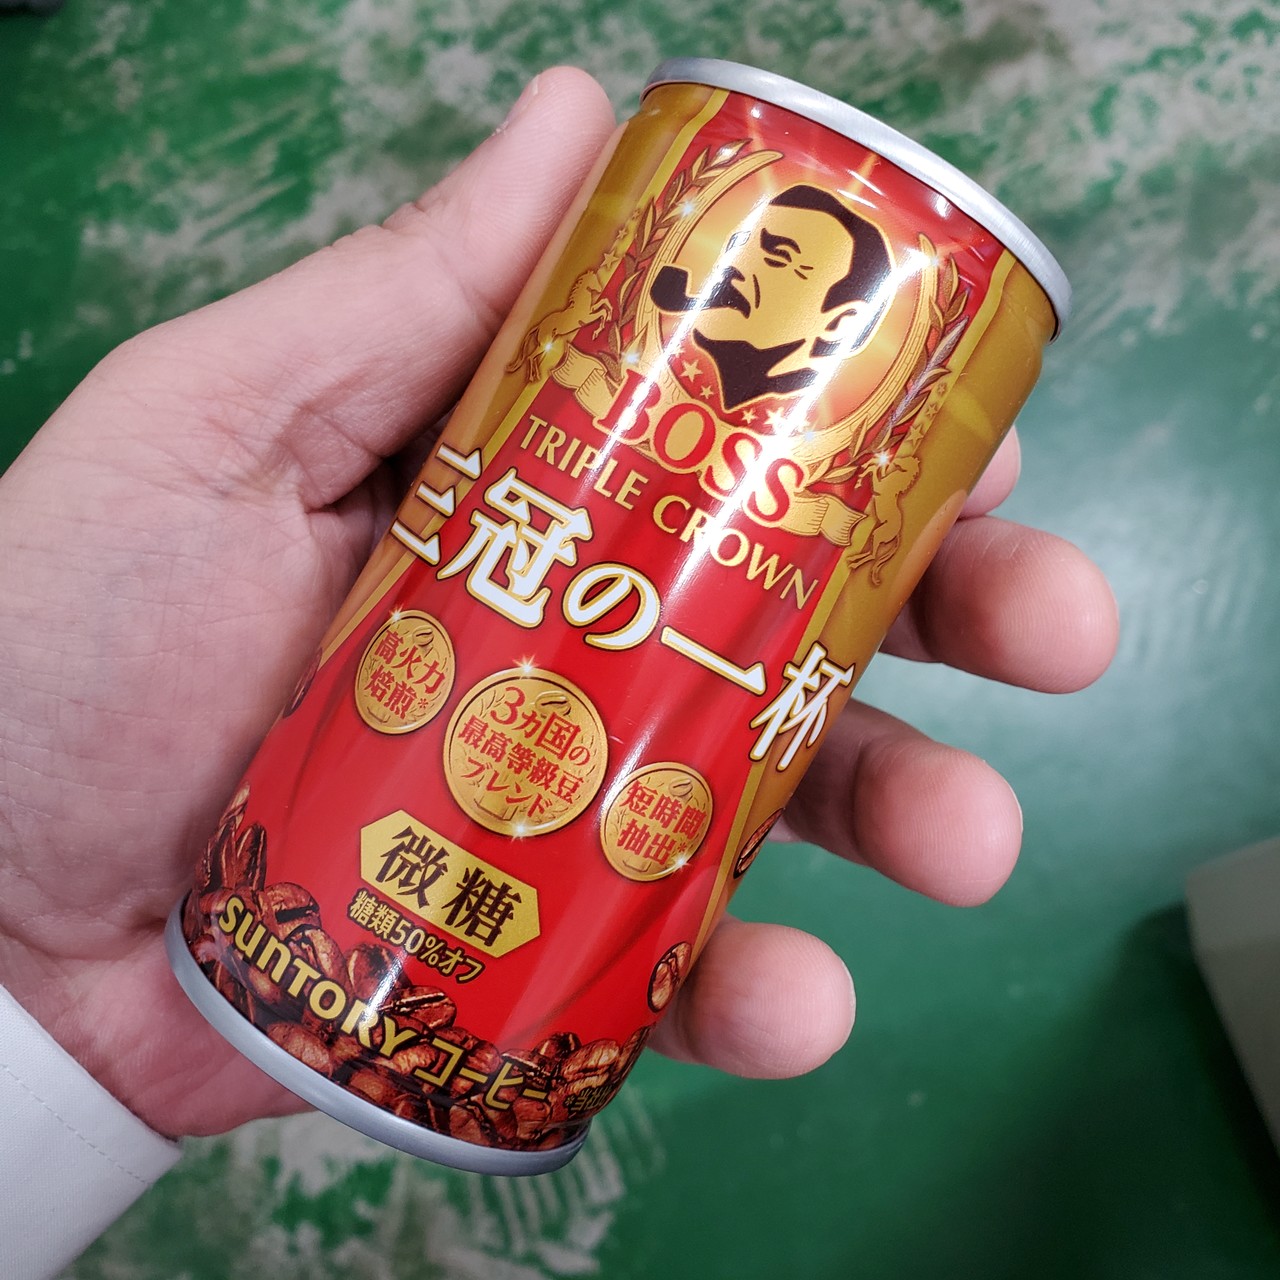 BOSS
TRIPLE CROWN
三冠の一杯
高火力
焙煎*
3ヵ国の
最高等級豆
ブレンド
短時間
抽出*
微糖
糖類50%オフ
SUNTORY コーヒー